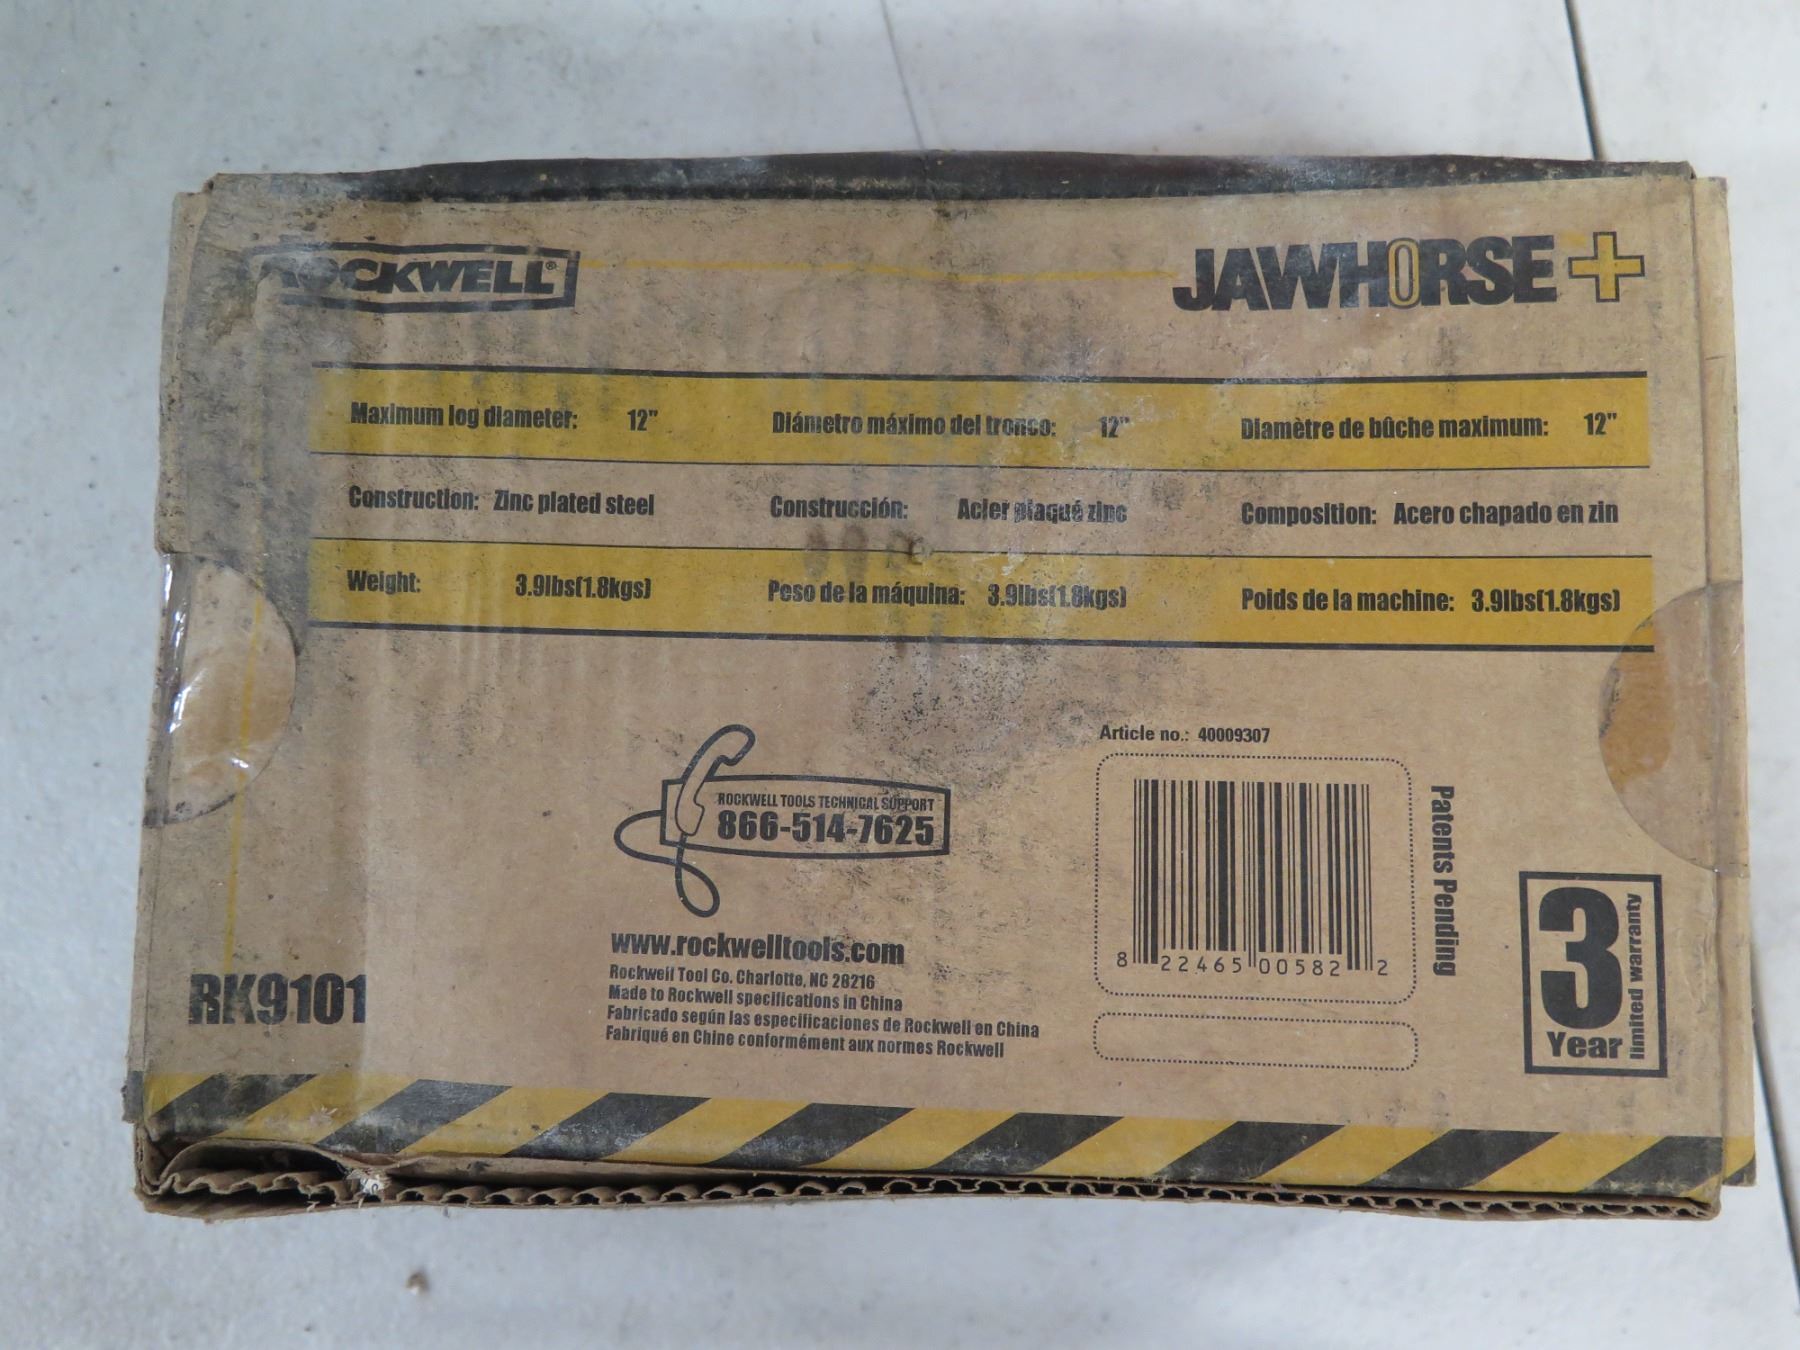 ROCKWELL®
JAWHORSE+
Maximum log diameter: 12" Diámetro máximo del tronco: 12" Diamètre de bûche maximum: 12"
Construction: Zinc plated steel Construcción: Acier plaqué zinc Composition: Acero chapado en zin
Weight: 3.9lbs(1.8kgs) Peso de la máquina: 3.9lbs(1.8kgs) Poids de la machine: 3.9lbs(1.8kgs)
Article no.: 40009307
ROCKWELL TOOLS TECHNICAL SUPPORT
866-514-7625
8 22465 00582 2
Patents Pending
www.rockwelltools.com
Rockwell Tool Co. Charlotte, NC 28216
Made to Rockwell specifications in China
Fabricado según las especificaciones de Rockwell en China
Fabriqué en Chine conformément aux normes Rockwell
RK9101
3
Year
limited warranty